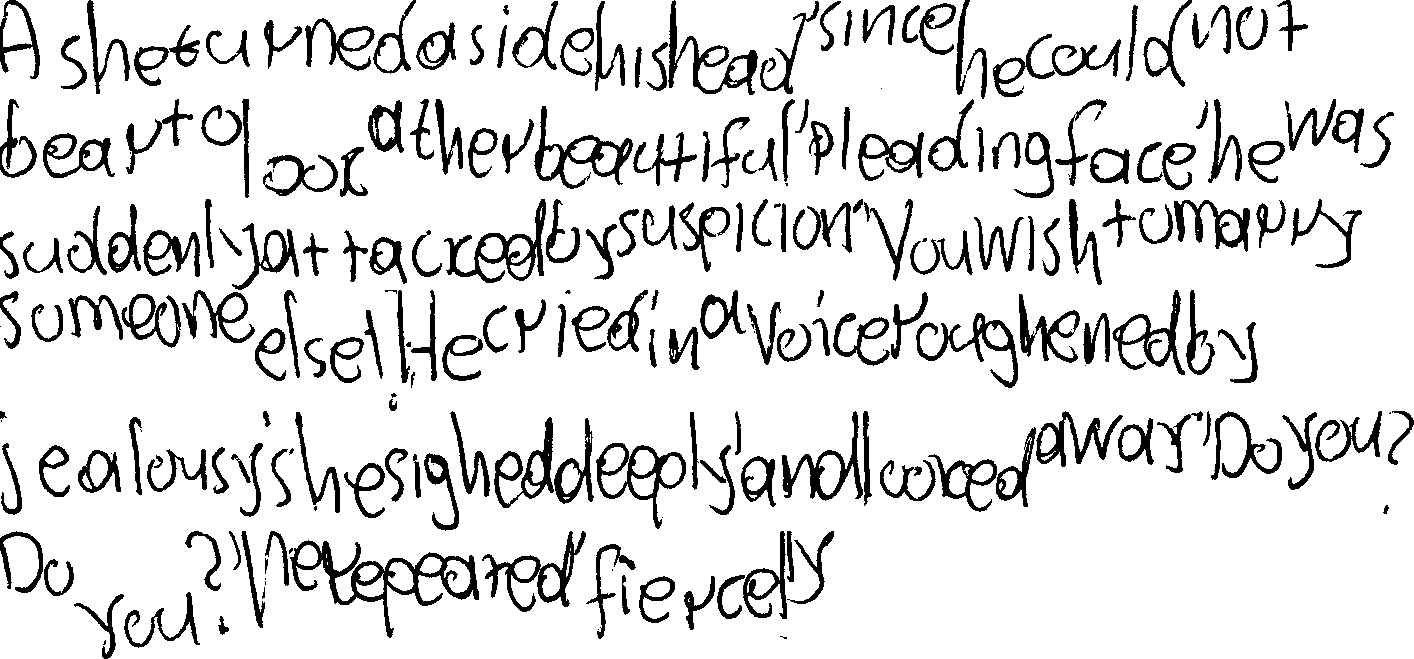 As he turned aside his head, since he could not
bear to look at her beautiful, pleading face, he was
suddenly attacked by suspicion. "You wish to marry
someone else!" He cried, in a voice roughened by
jealousy. She sighed deeply, and looked away. "Do you?
Do you?" He repeated, fiercely